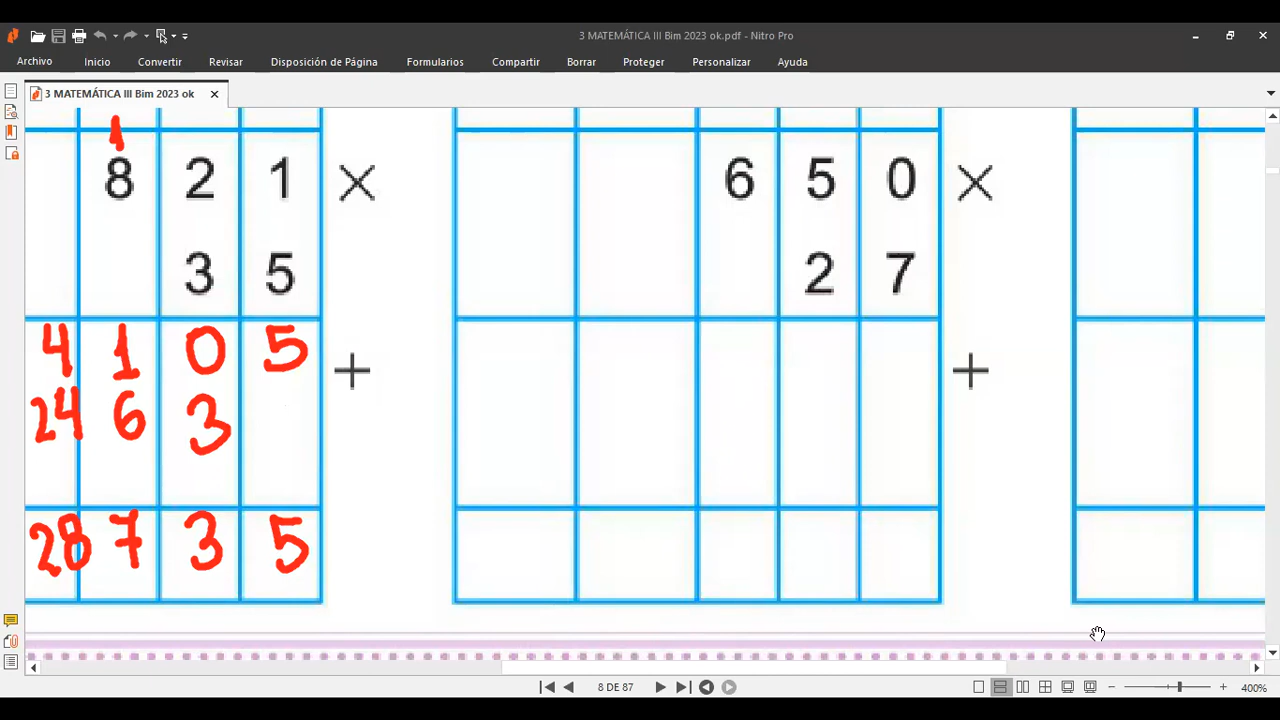 3 MATEMÁTICA III Bim 2023 ok.pdf - Nitro Pro
Archivo Inicio Convertir Revisar Disposición de Página Formularios Compartir Borrar Proteger Personalizar Ayuda
3 MATEMÁTICA III Bim 2023 ok
1
8 2 1 ×
3 5
4 1 0 5 +
24 6 3
28 7 3 5
6 5 0 ×
2 7
+
8 DE 87
400%